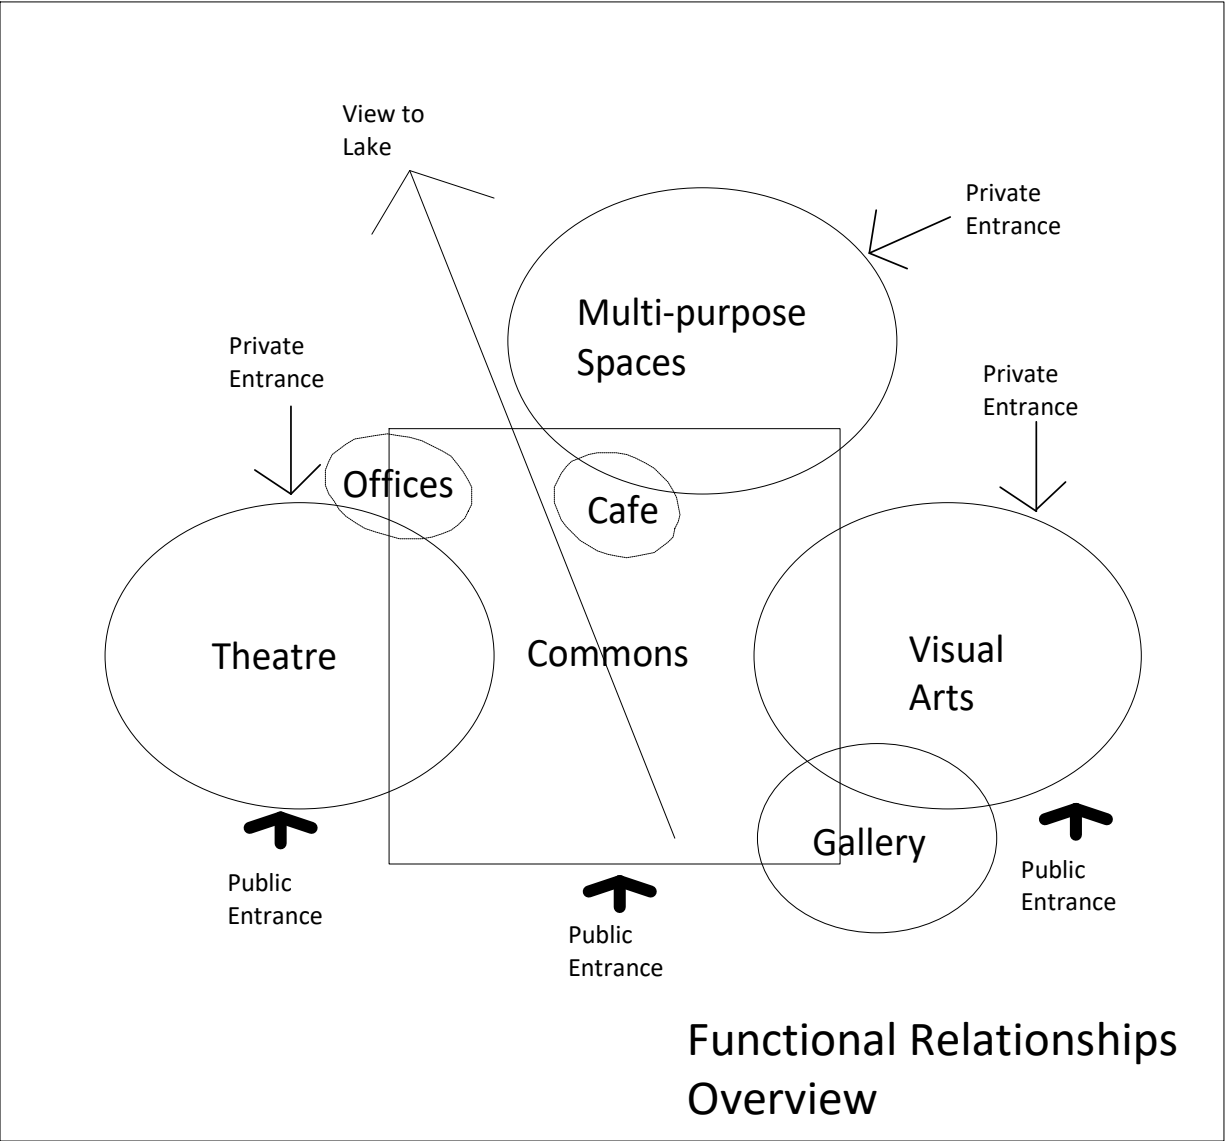 View to
Lake
Private
Entrance
Multi-purpose
Spaces
Private
Entrance
Private
Entrance
Offices
Cafe
Theatre
Commons
Visual
Arts
Gallery
Public
Entrance
Public
Entrance
Public
Entrance
Functional Relationships
Overview